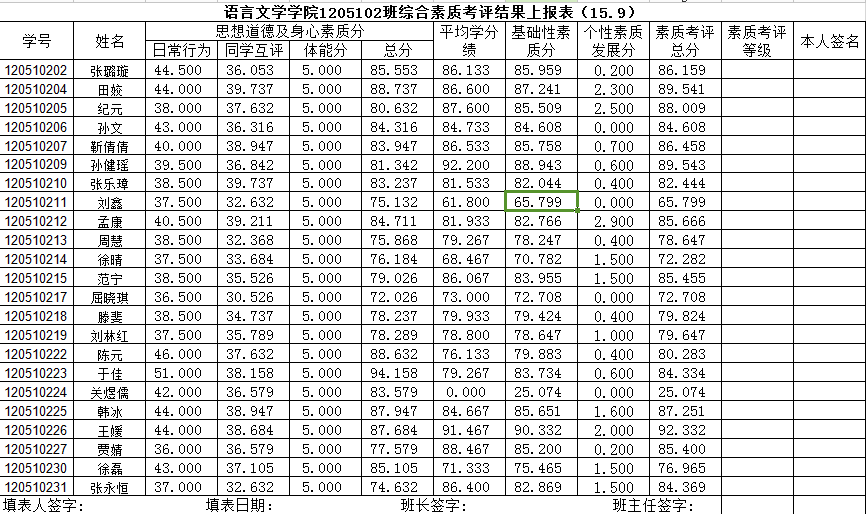 语言文学学院1205102班综合素质考评结果上报表（15.9）
学号 姓名 思想道德及身心素质分 平均学分绩 基础性素质分 个性素质发展分 素质考评总分 素质考评等级 本人签名
日常行为 同学互评 体能分 总分
120510202 张璐璇 44.500 36.053 5.000 85.553 86.133 85.959 0.200 86.159
120510204 田姣 44.000 39.737 5.000 88.737 86.600 87.241 2.300 89.541
120510205 纪元 38.000 37.632 5.000 80.632 87.600 85.509 2.500 88.009
120510206 孙文 43.000 36.316 5.000 84.316 84.733 84.608 0.000 84.608
120510207 靳倩倩 40.000 38.947 5.000 83.947 86.533 85.758 0.700 86.458
120510209 孙健瑶 39.500 36.842 5.000 81.342 92.200 88.943 0.600 89.543
120510210 张乐璋 38.500 39.737 5.000 83.237 81.533 82.044 0.400 82.444
120510211 刘鑫 37.500 32.632 5.000 75.132 61.800 65.799 0.000 65.799
120510212 孟康 40.500 39.211 5.000 84.711 81.933 82.766 2.900 85.666
120510213 周慧 38.500 32.368 5.000 75.868 79.267 78.247 0.400 78.647
120510214 徐晴 37.500 33.684 5.000 76.184 68.467 70.782 1.500 72.282
120510215 范宁 38.500 35.526 5.000 79.026 86.067 83.955 1.500 85.455
120510217 屈晓琪 36.500 30.526 5.000 72.026 73.000 72.708 0.000 72.708
120510218 滕斐 38.500 34.737 5.000 78.237 79.933 79.424 0.400 79.824
120510219 刘林红 37.500 35.789 5.000 78.289 78.800 78.647 1.000 79.647
120510222 陈元 46.000 37.632 5.000 88.632 76.133 79.883 0.400 80.283
120510223 于佳 51.000 38.158 5.000 94.158 79.267 83.734 0.600 84.334
120510224 关煜儒 42.000 36.579 5.000 83.579 0.000 25.074 0.000 25.074
120510225 韩冰 44.000 38.947 5.000 87.947 84.667 85.651 1.600 87.251
120510226 王媛 44.000 38.684 5.000 87.684 91.467 90.332 2.000 92.332
120510227 贾婧 36.000 36.579 5.000 77.579 88.467 85.200 0.200 85.400
120510230 徐磊 43.000 37.105 5.000 85.105 71.333 75.465 1.500 76.965
120510231 张永恒 37.000 32.632 5.000 74.632 86.400 82.869 1.500 84.369
填表人签字： 填表日期： 班长签字： 班主任签字：